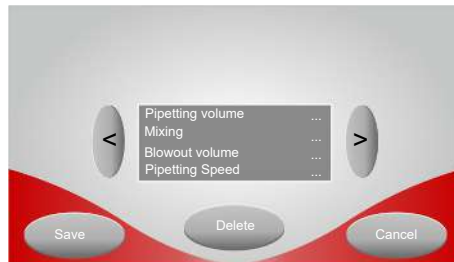 Pipetting volume ...
Mixing ...
< >
Blowout volume ...
Pipetting Speed ...
Save Delete Cancel